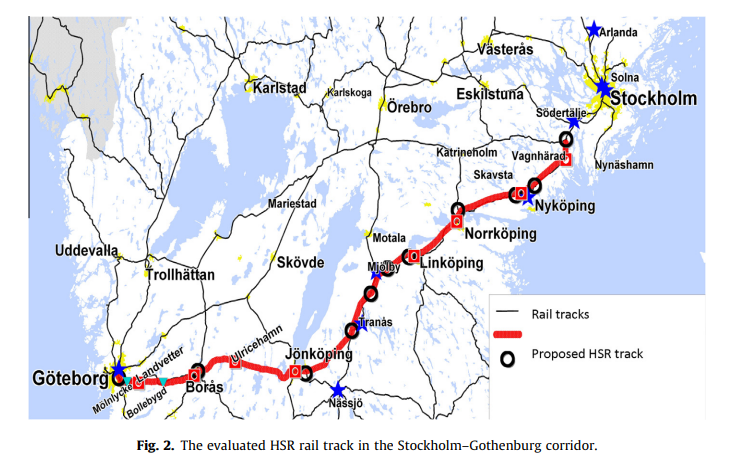 Arlanda
Västerås
Solna
Karlstad
Karlskoga
Eskilstuna
Stockholm
Örebro
Södertälje
Katrineholm
Vagnhärad
Nynäshamn
Skavsta
Mariestad
Nyköping
Norrköping
Motala
Uddevalla
Trollhättan
Skövde
Mjölby
Linköping
Rail tracks
Tranås
Ulricehamn
Jönköping
Proposed HSR track
Landvetter
Göteborg
Borås
Mölnlycke
Bollebygd
Nässjö
Fig. 2. The evaluated HSR rail track in the Stockholm–Gothenburg corridor.